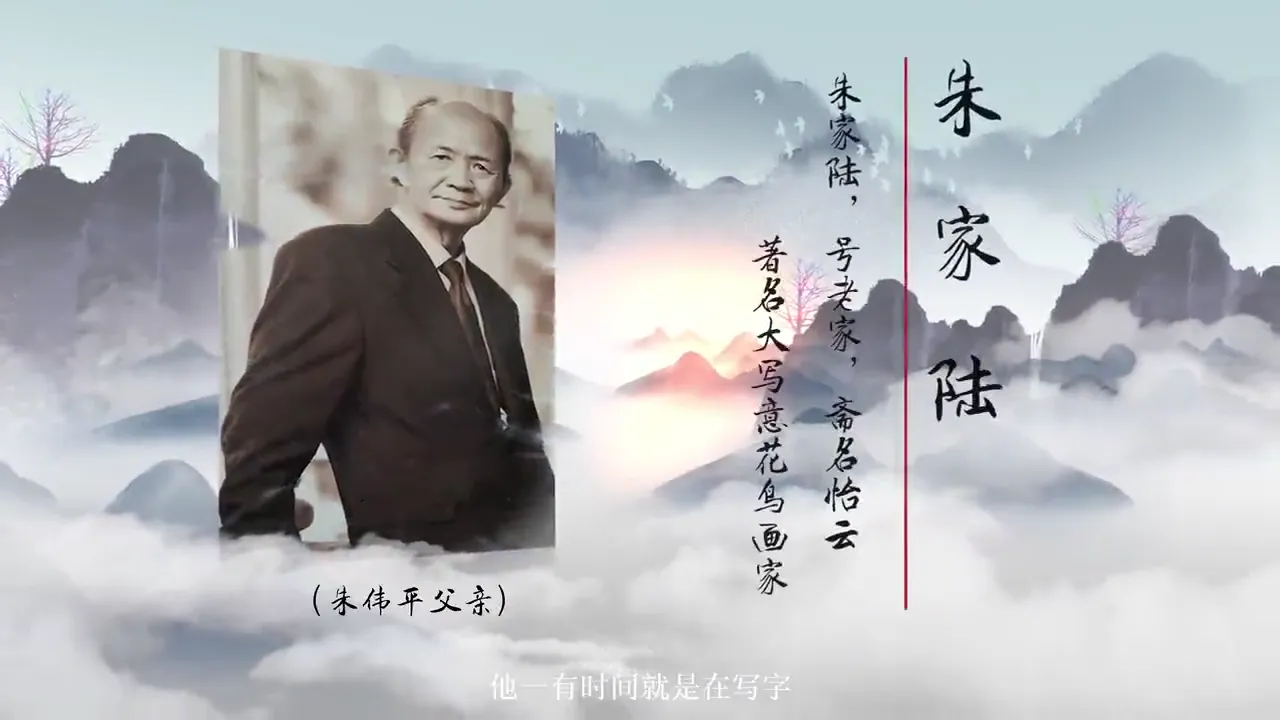 朱家陆
朱家陆，号老家，斋名怡云
著名大写意花鸟画家
（朱伟平父亲）
他一有时间就是在写字